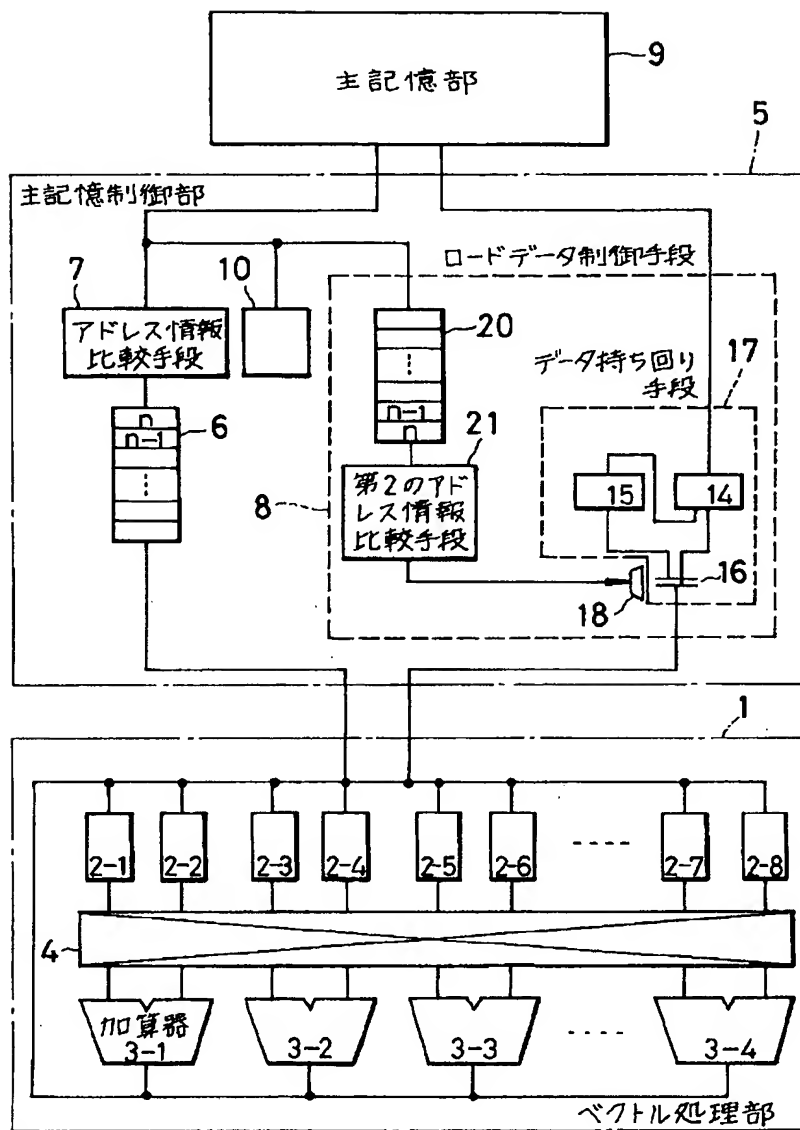 主記憶部
9
5
主記憶制御部
ロードデータ制御手段
7
10
アドレス情報
比較手段
20
データ持ち回り
手段
17
n
n-1
⋮
6
⋮
n-1
n
21
8
第2のアド
レス情報
比較手段
15
14
16
18
1
2-1
2-2
2-3
2-4
2-5
2-6
2-7
2-8
4
加算器
3-1
3-2
3-3
3-4
ベクトル処理部